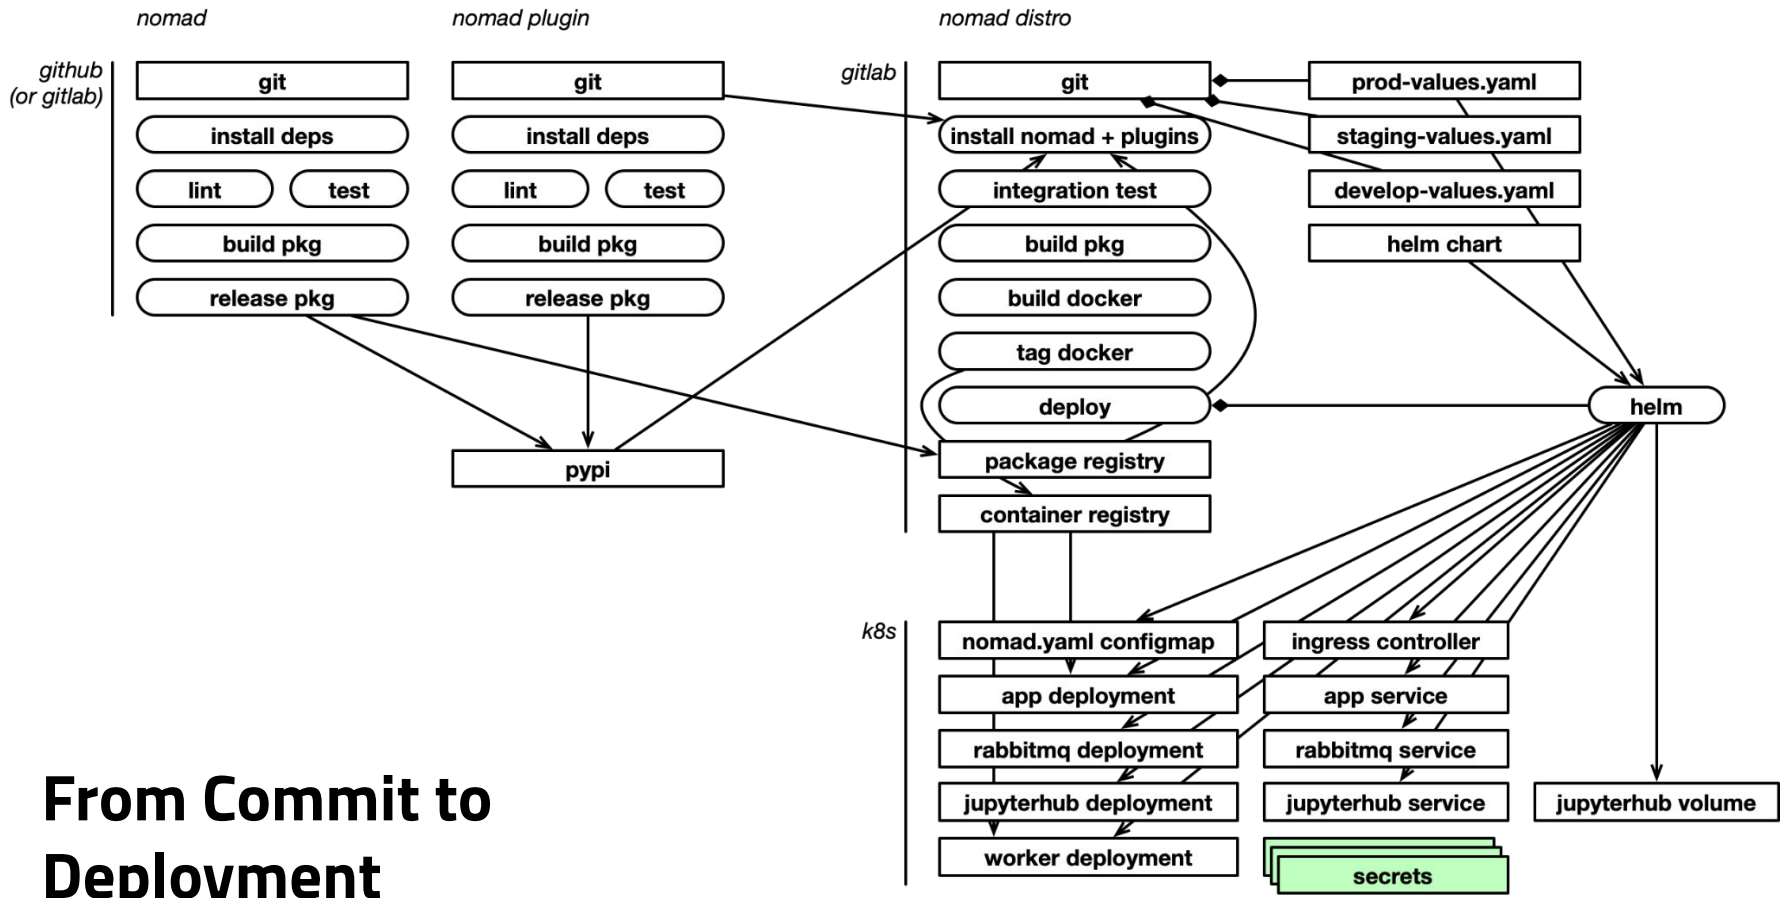 nomad
nomad plugin
nomad distro
github
(or gitlab)
git
install deps
lint
test
build pkg
release pkg
git
install deps
lint
test
build pkg
release pkg
pypi
gitlab
git
install nomad + plugins
integration test
build pkg
build docker
tag docker
deploy
package registry
container registry
prod-values.yaml
staging-values.yaml
develop-values.yaml
helm chart
helm
k8s
nomad.yaml configmap
app deployment
rabbitmq deployment
jupyterhub deployment
worker deployment
ingress controller
app service
rabbitmq service
jupyterhub service
secrets
jupyterhub volume
From Commit to
Deployment